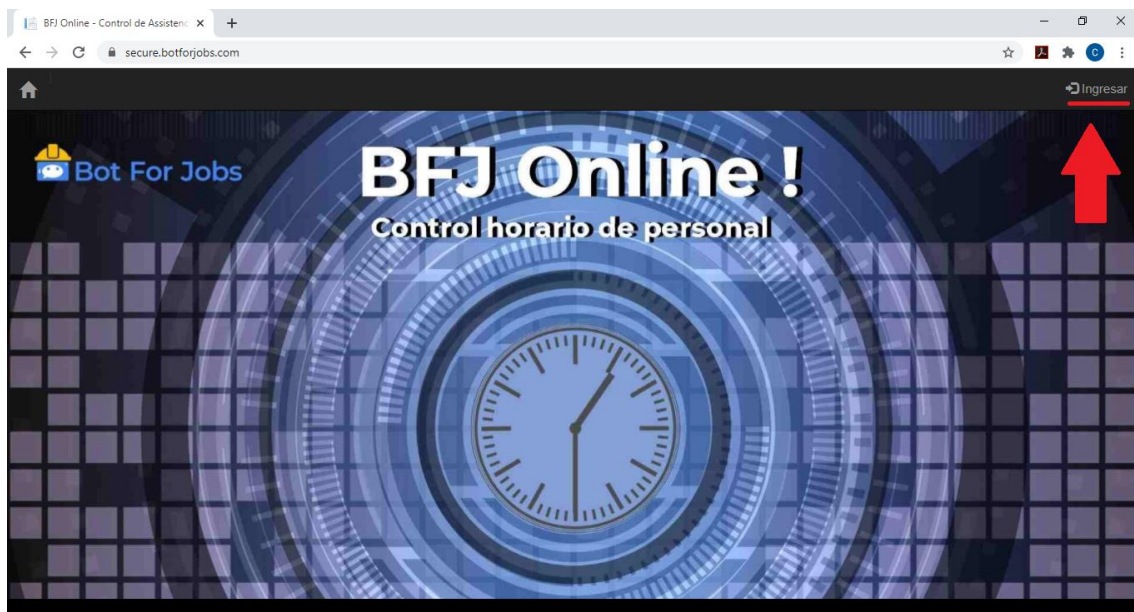 BFJ Online - Control de Assistenc
secure.botforjobs.com
C
Ingresar
Bot For Jobs
BFJ Online !
Control horario de personal